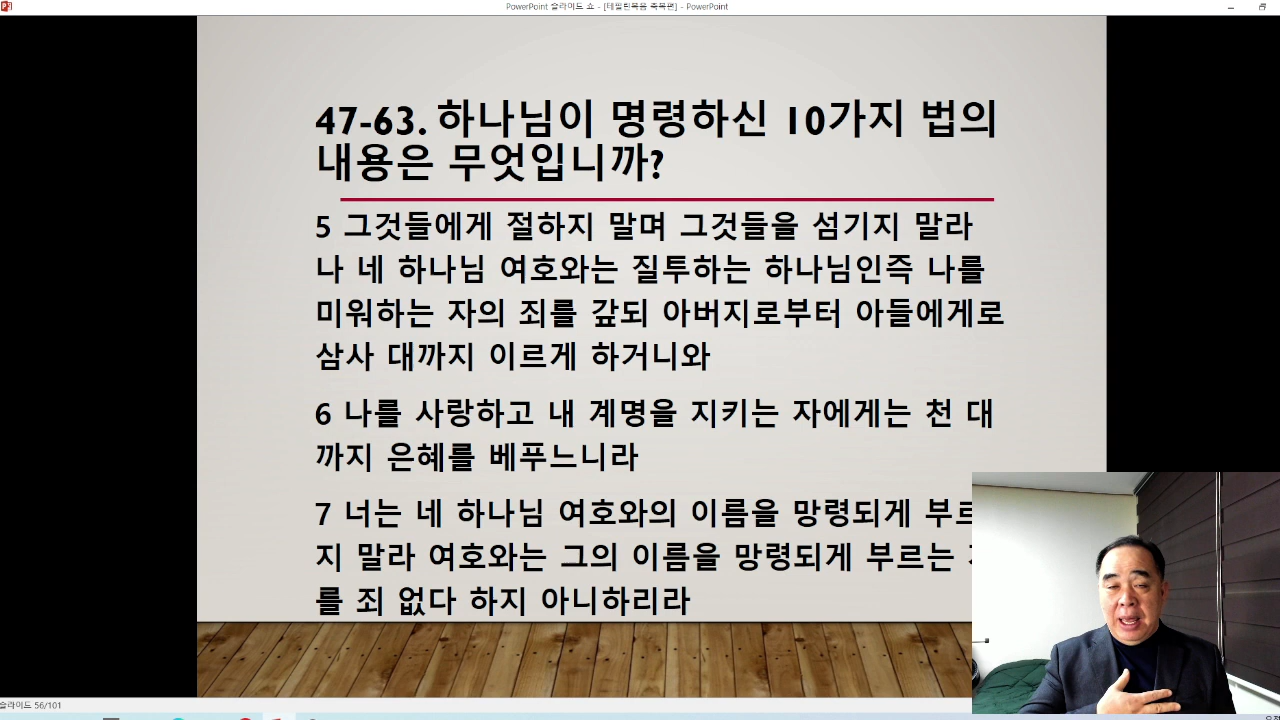 PowerPoint 슬라이드 쇼 - [테필린복음 축복편] - PowerPoint
47-63. 하나님이 명령하신 10가지 법의
내용은 무엇입니까?
5 그것들에게 절하지 말며 그것들을 섬기지 말라
나 네 하나님 여호와는 질투하는 하나님인즉 나를
미워하는 자의 죄를 갚되 아버지로부터 아들에게로
삼사 대까지 이르게 하거니와
6 나를 사랑하고 내 계명을 지키는 자에게는 천 대
까지 은혜를 베푸느니라
7 너는 네 하나님 여호와의 이름을 망령되게 부르
지 말라 여호와는 그의 이름을 망령되게 부르는
를 죄 없다 하지 아니하리라
슬라이드 56/101